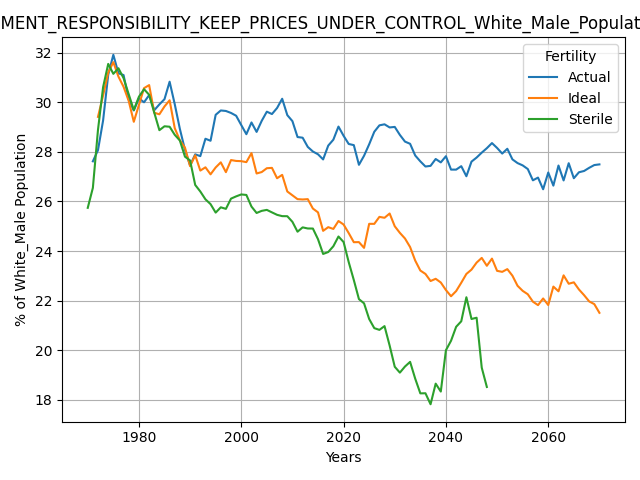 MENT_RESPONSIBILITY_KEEP_PRICES_UNDER_CONTROL_White_Male_Populat
Fertility
Actual
Ideal
Sterile
% of White_Male Population
32
30
28
26
24
22
20
18
1980 2000 2020 2040 2060
Years